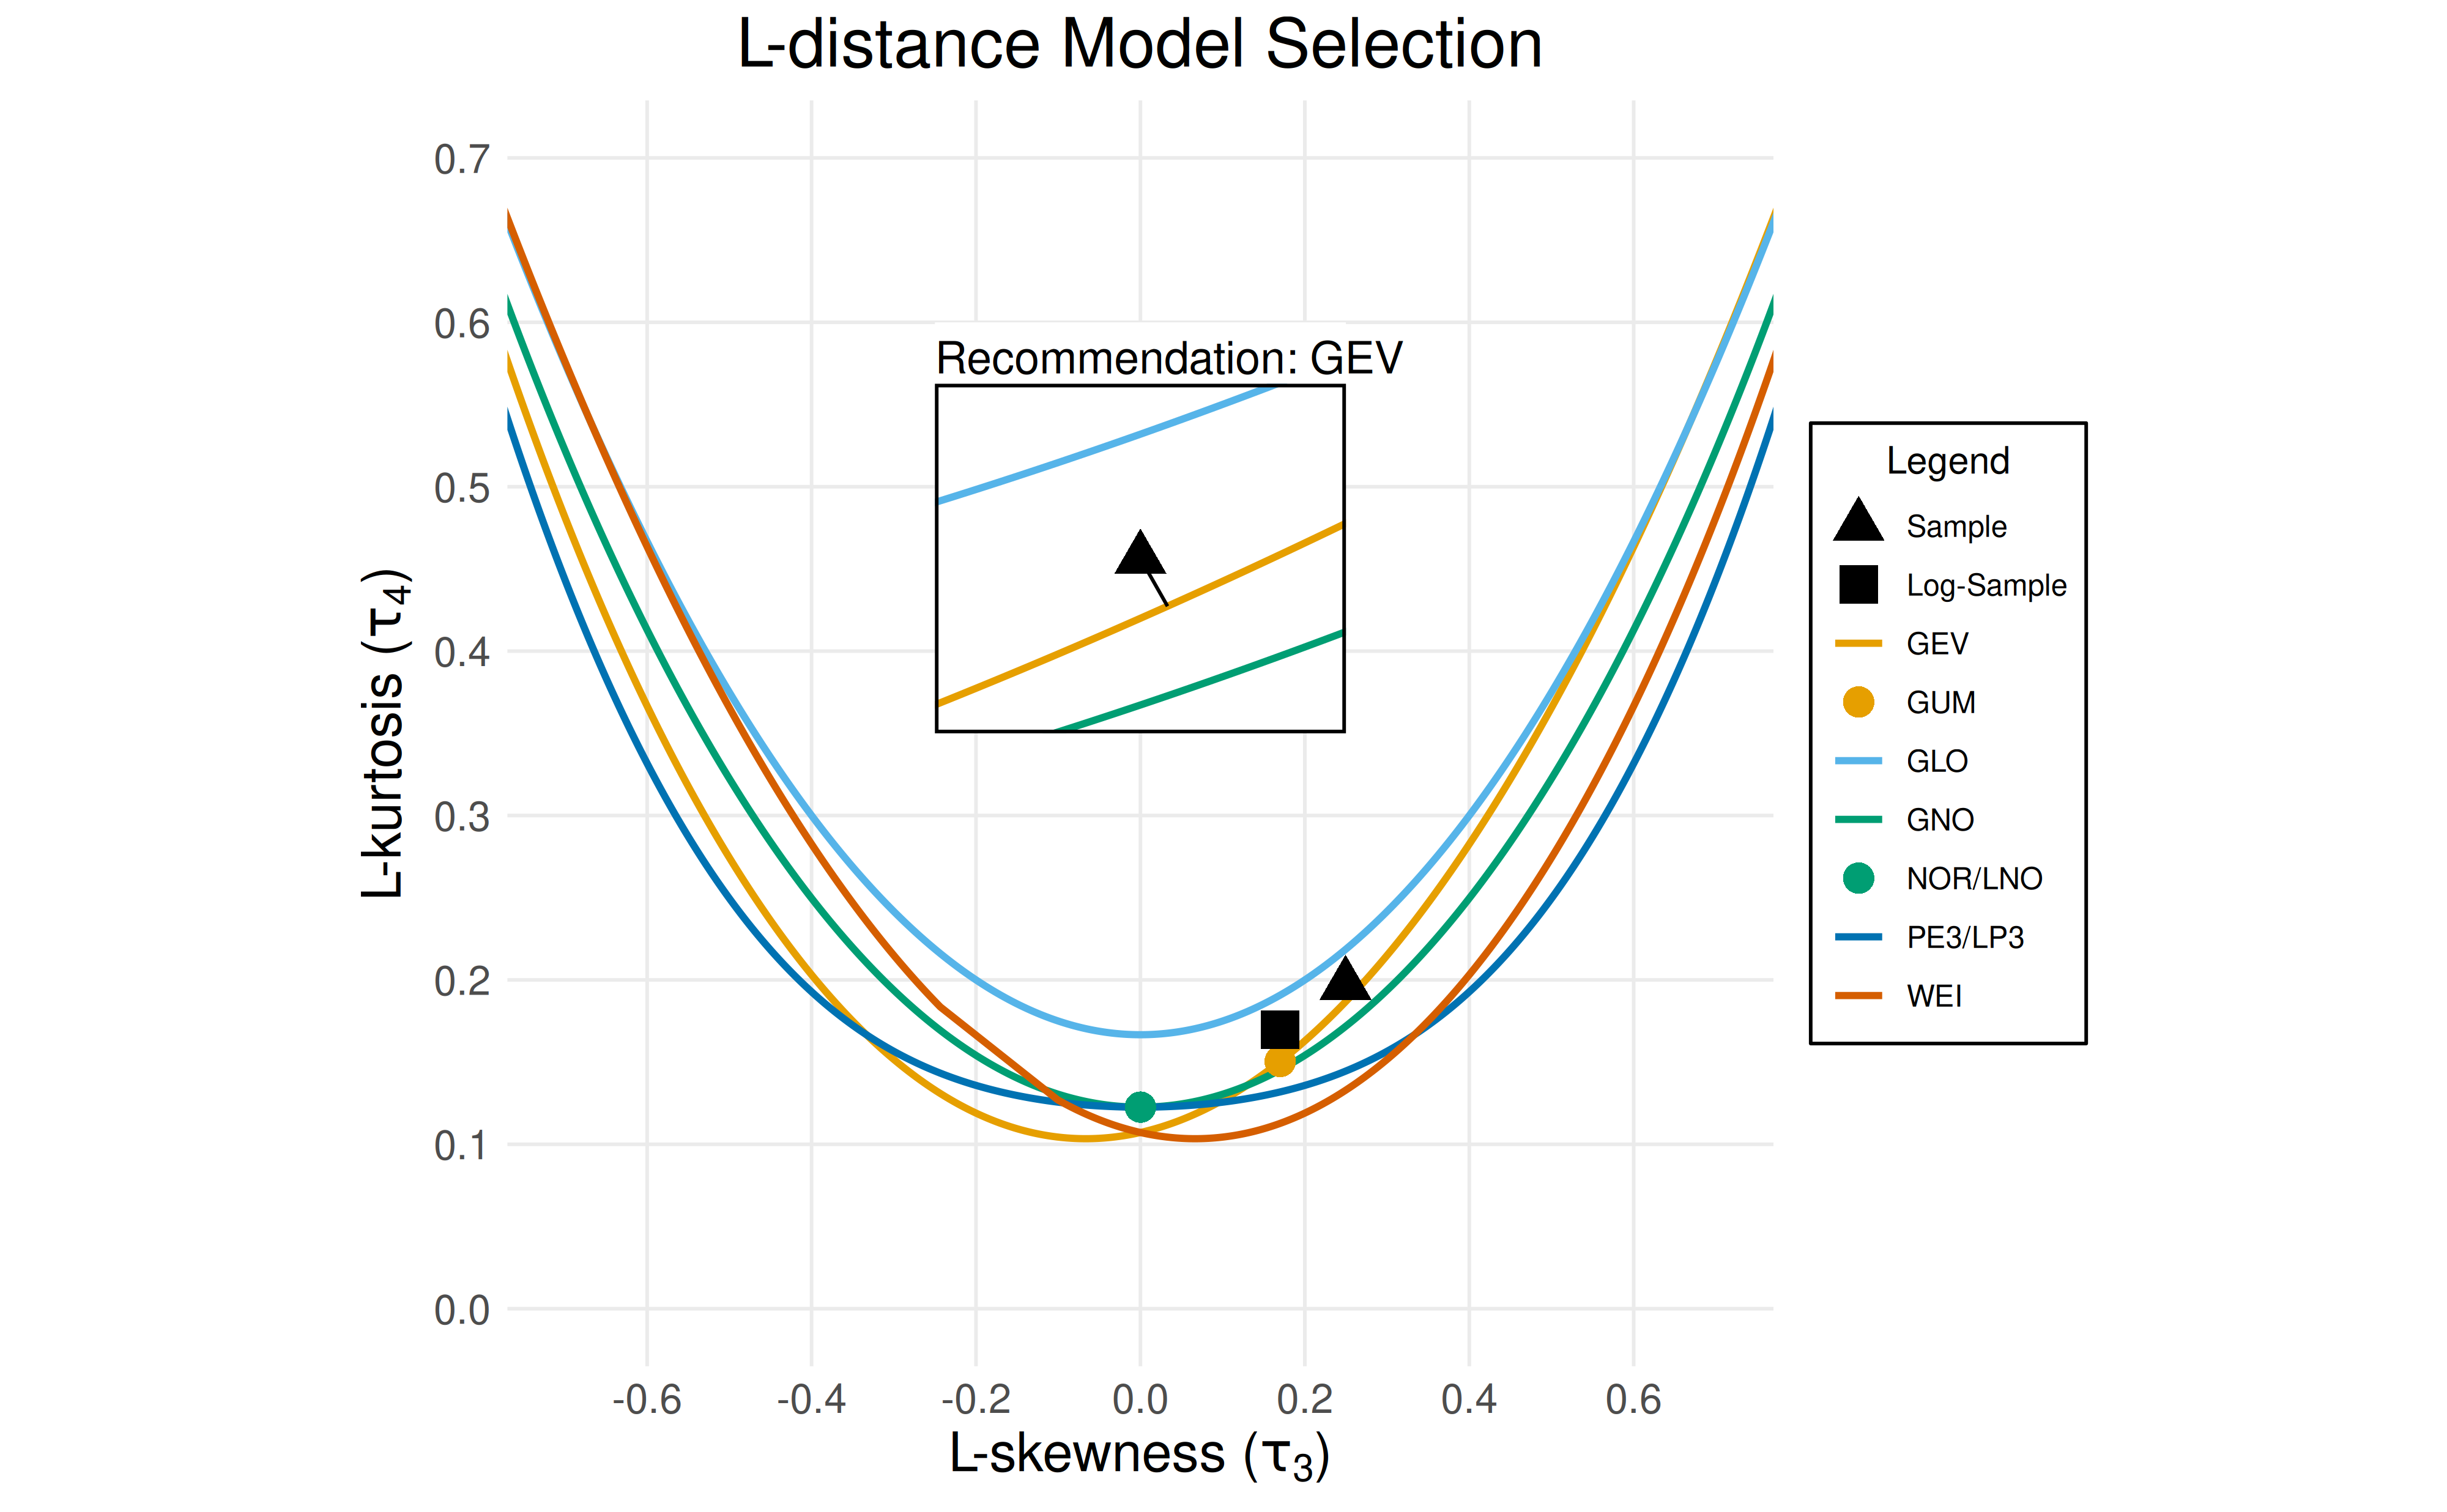 L-distance Model Selection
L-kurtosis (τ4)
0.7
0.6
0.5
0.4
0.3
0.2
0.1
0.0
Recommendation: GEV
-0.6 -0.4 -0.2 0.0 0.2 0.4 0.6
L-skewness (τ3)
Legend
Sample
Log-Sample
GEV
GUM
GLO
GNO
NOR/LNO
PE3/LP3
WEI